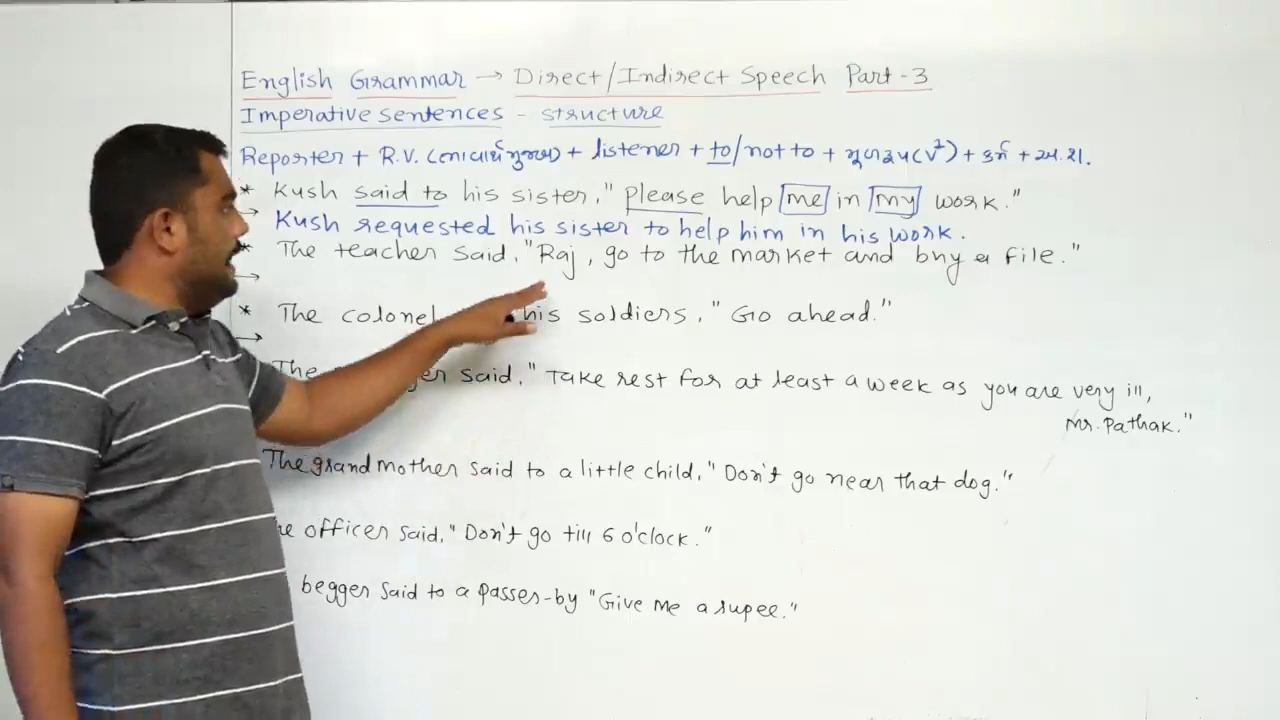 English Grammar → Direct/Indirect Speech Part-3
Imperative sentences - structure
Reporter + R.V. ( ) + listener + to/not to + મૂળરૂપ(V²) + કર્મ + અ.શ.
* Kush said to his sister, "Please help me in my work."
→ Kush requested his sister to help him in his work.
* The teacher said, "Raj, go to the market and buy a file."
→
* The colonel his soldiers, "Go ahead."
→
The said, "Take rest for at least a week as you are very ill,
Mr. Pathak."
The grandmother said to a little child, "Don't go near that dog."
officer said, "Don't go till 6 o'clock."
begger said to a passer-by "Give me a rupee."